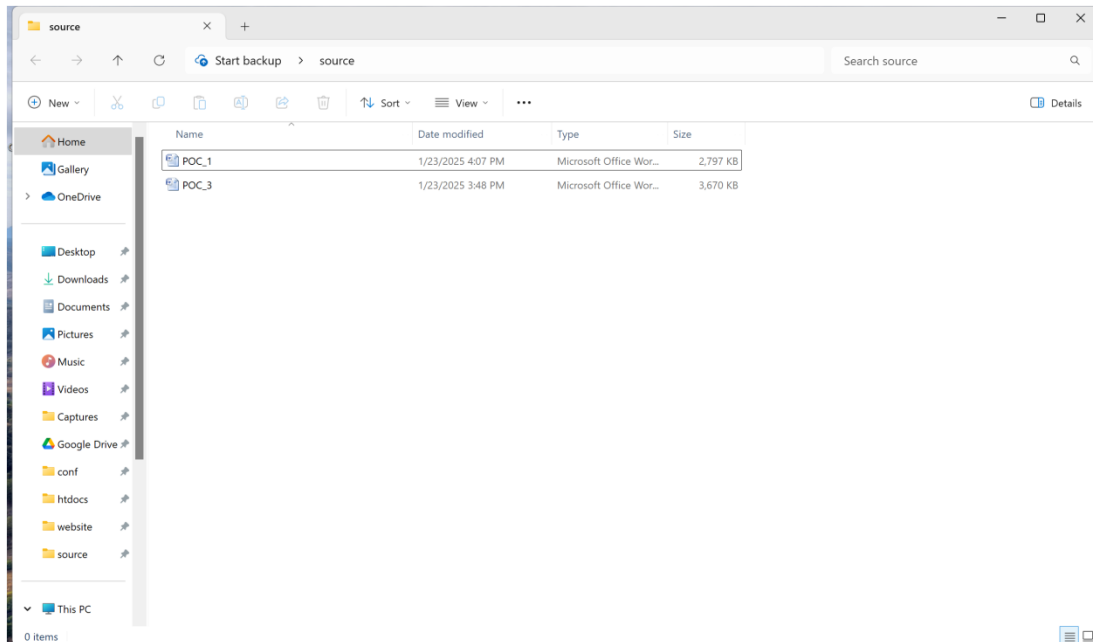 source
Start backup > source
Search source
New
Sort
View
Details
Name Date modified Type Size
Home
POC_1 1/23/2025 4:07 PM Microsoft Office Wor... 2,797 KB
Gallery
POC_3 1/23/2025 3:48 PM Microsoft Office Wor... 3,670 KB
OneDrive
Desktop
Downloads
Documents
Pictures
Music
Videos
Captures
Google Drive
conf
htdocs
website
source
This PC
0 items